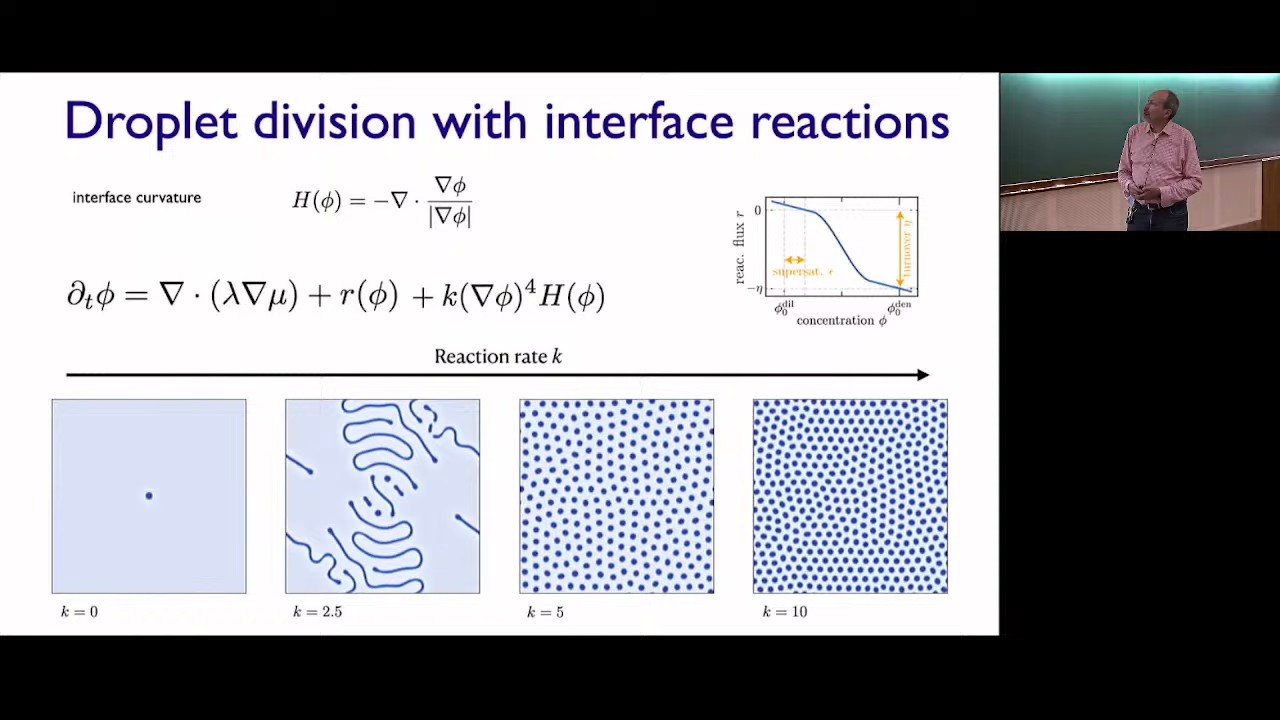 Droplet division with interface reactions
interface curvature
H(ϕ) = −∇ · ∇ϕ / |∇ϕ|
∂ₜϕ = ∇ · (λ∇μ) + r(ϕ) + k(∇ϕ)⁴H(ϕ)
reac. flux r
0
−η
supersat. ϵ
turnover η
ϕ₀^dil
ϕ₀^den
concentration ϕ
Reaction rate k
k = 0
k = 2.5
k = 5
k = 10